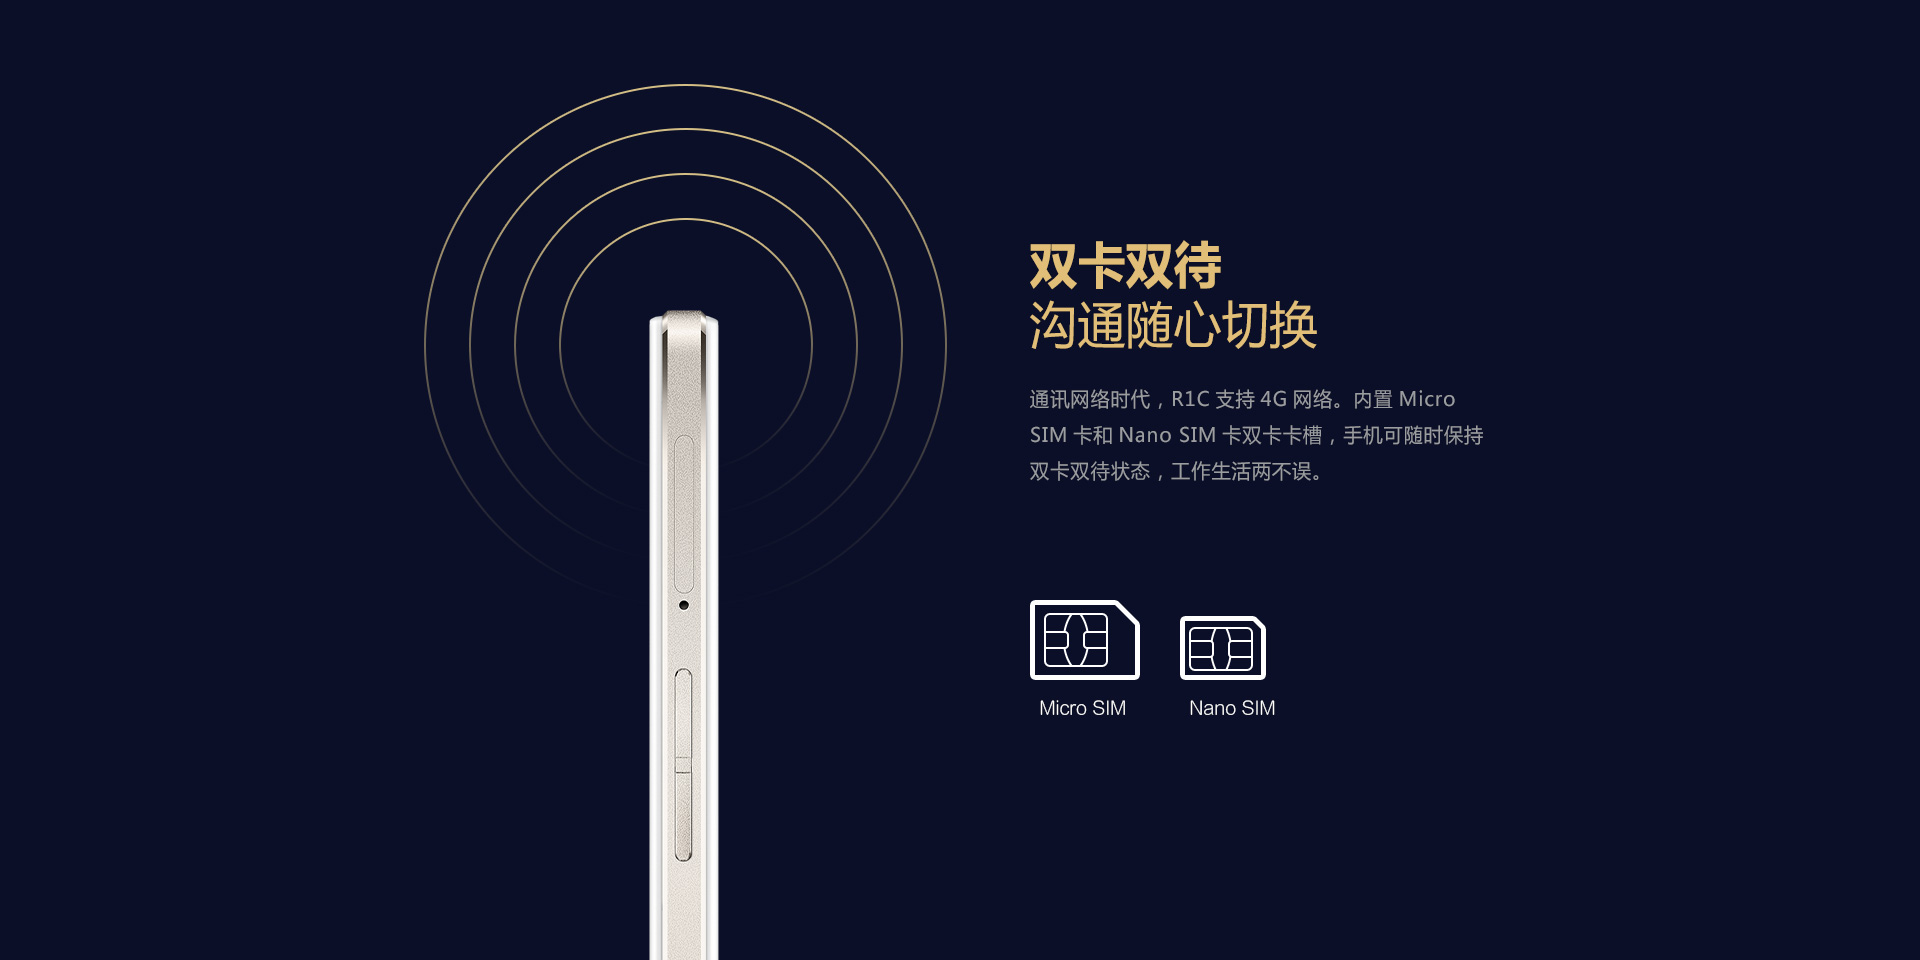 双卡双待
沟通随心切换
通讯网络时代，R1C 支持 4G 网络。内置 Micro
SIM 卡和 Nano SIM 卡双卡卡槽，手机可随时保持
双卡双待状态，工作生活两不误。
Micro SIM
Nano SIM